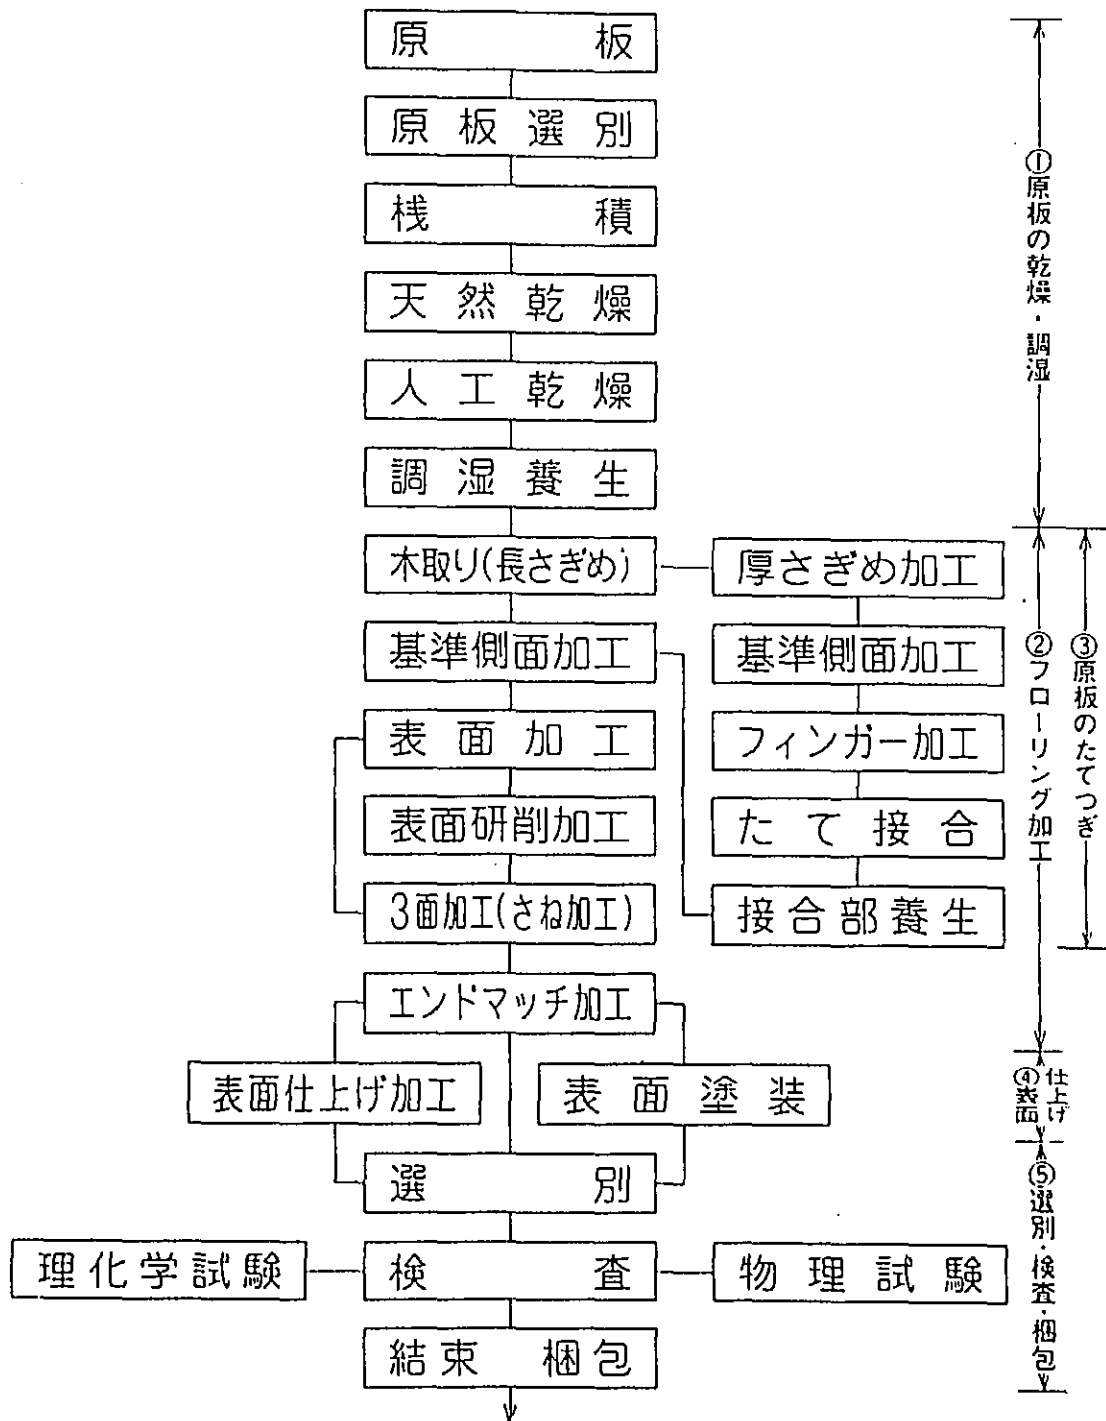 原板
原板選別
桟積
天然乾燥
人工乾燥
調湿養生
木取り(長さぎめ)
厚さぎめ加工
基準側面加工
基準側面加工
表面加工
フィンガー加工
表面研削加工
たて接合
3面加工(さね加工)
接合部養生
エンドマッチ加工
表面仕上げ加工
表面塗装
選別
理化学試験
検査
物理試験
結束 梱包
①原板の乾燥・調湿
②フローリング加工
③原板のたてつぎ
④表面
仕上げ
⑤選別・検査・梱包